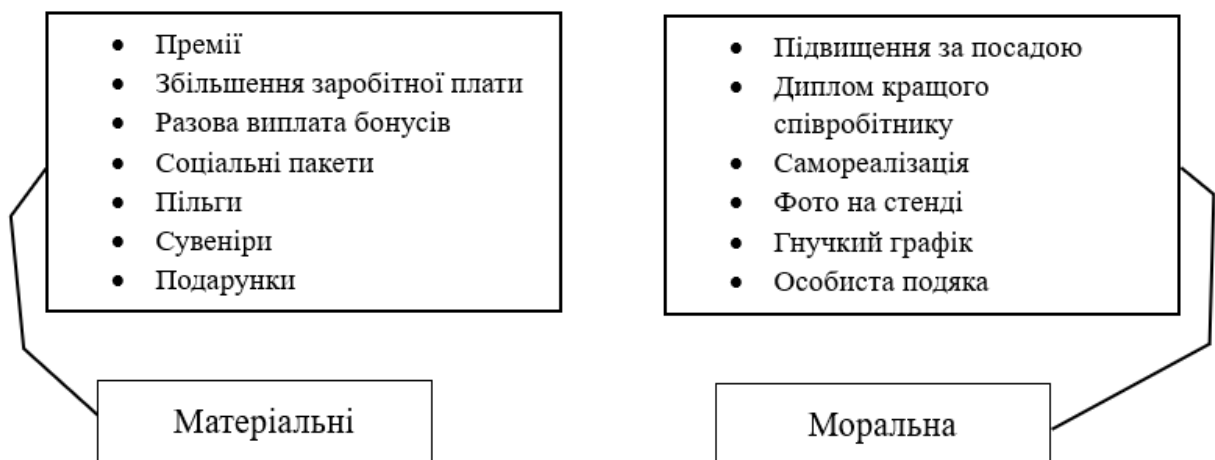 • Премії
• Збільшення заробітної плати
• Разова виплата бонусів
• Соціальні пакети
• Пільги
• Сувеніри
• Подарунки
• Підвищення за посадою
• Диплом кращого
співробітнику
• Самореалізація
• Фото на стенді
• Гнучкий графік
• Особиста подяка
Матеріальні
Моральна